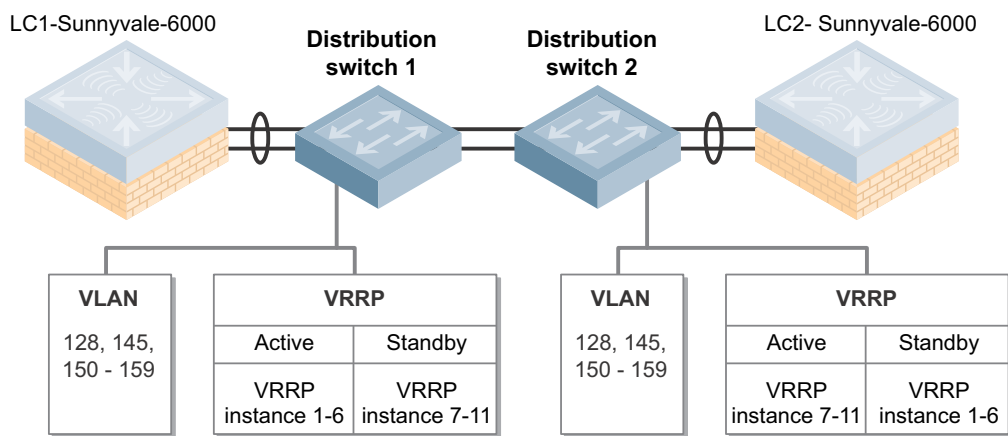 LC1-Sunnyvale-6000
Distribution
switch 1
Distribution
switch 2
LC2- Sunnyvale-6000
VLAN
128, 145,
150 - 159
VRRP
Active
Standby
VRRP
instance 1-6
VRRP
instance 7-11
VLAN
128, 145,
150 - 159
VRRP
Active
Standby
VRRP
instance 7-11
VRRP
instance 1-6